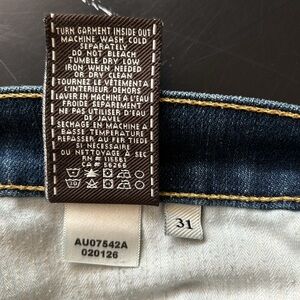 TURN GARMENT INSIDE OUT
MACHINE WASH COLD
SEPARATELY
DO NOT BLEACH
TUMBLE DRY LOW
IRON WHEN NEEDED
OR DRY CLEAN
TOURNEZ LE VÊTEMENT À
L'INTÉRIEUR DEHORS
LAVER EN MACHINE À L'EAU
FROIDE SÉPARÉMENT
NE PAS UTILISER D'EAU
DE JAVEL
SÉCHAGE EN MACHINE À
BASSE TEMPÉRATURE
REPASSER AU FER TIÈDE
SI NÉCESSAIRE
OU NETTOYAGE À SEC
RN # 115561
CA # 56266
31
AU07542A
020126